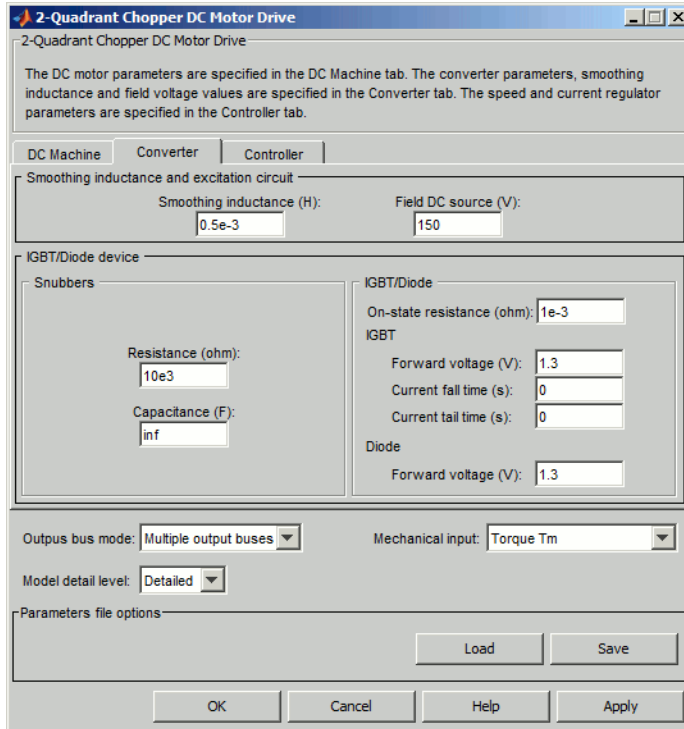 2-Quadrant Chopper DC Motor Drive
2-Quadrant Chopper DC Motor Drive
The DC motor parameters are specified in the DC Machine tab. The converter parameters, smoothing
inductance and field voltage values are specified in the Converter tab. The speed and current regulator
parameters are specified in the Controller tab.
DC Machine Converter Controller
Smoothing inductance and excitation circuit
Smoothing inductance (H): Field DC source (V):
0.5e-3 150
IGBT/Diode device
Snubbers IGBT/Diode
On-state resistance (ohm): 1e-3
IGBT
Resistance (ohm): Forward voltage (V): 1.3
10e3 Current fall time (s): 0
Capacitance (F): Current tail time (s): 0
inf
Diode
Forward voltage (V): 1.3
Outpus bus mode: Multiple output buses Mechanical input: Torque Tm
Model detail level: Detailed
Parameters file options
Load Save
OK Cancel Help Apply